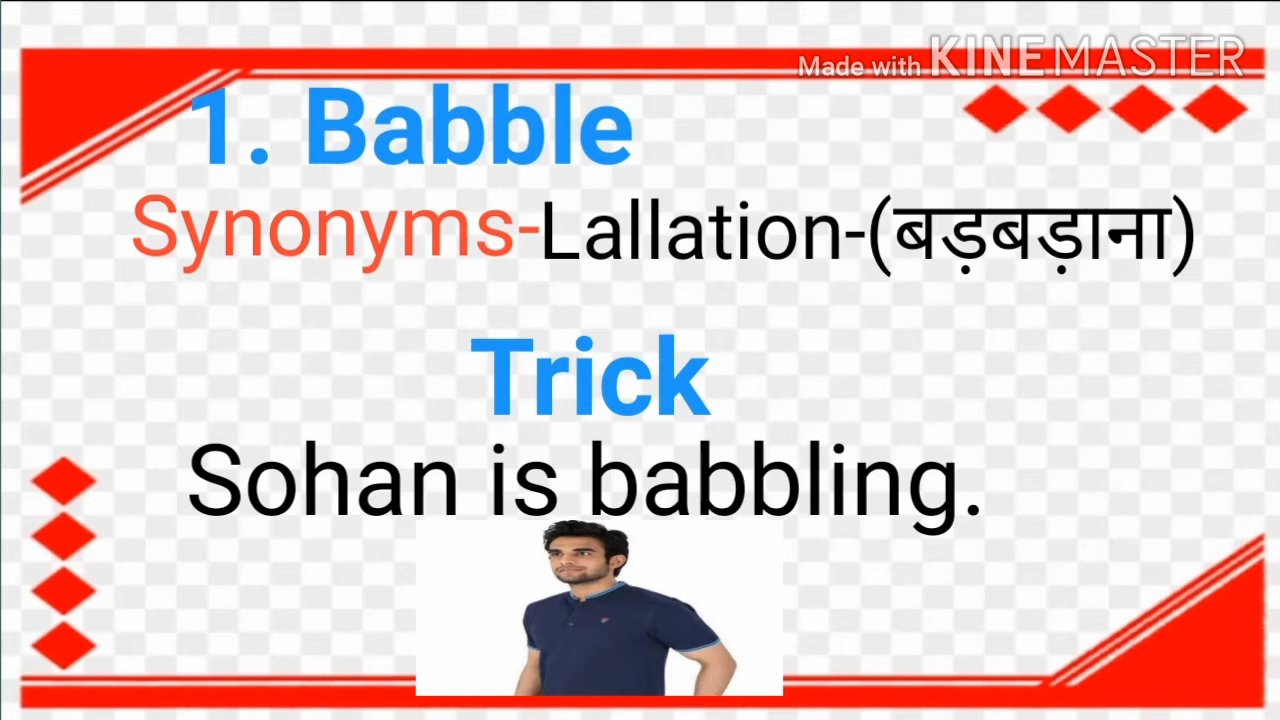 Made with KINEMASTER
1. Babble
Synonyms-Lallation-(बड़बड़ाना)
Trick
Sohan is babbling.